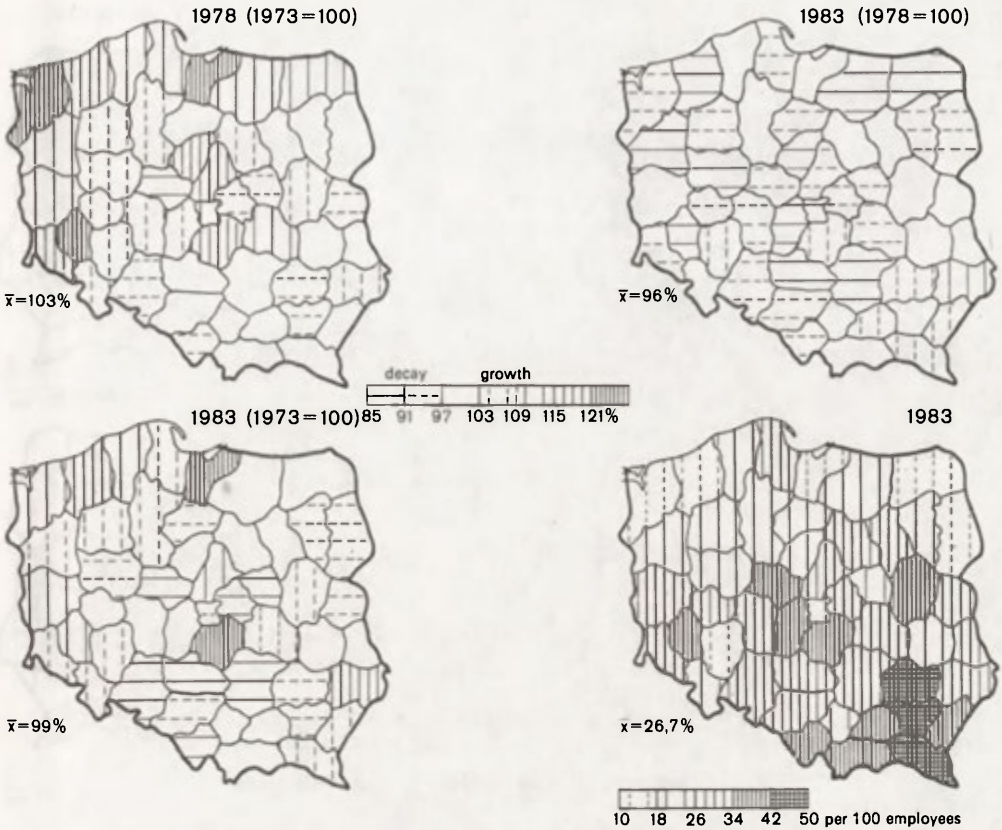 1978 (1973=100)
1983 (1978=100)
x̄=103%
x̄=96%
decay growth
85 91 97 103 109 115 121%
1983 (1973=100)
1983
x̄=99%
x̄=26,7%
10 18 26 34 42 50 per 100 employees